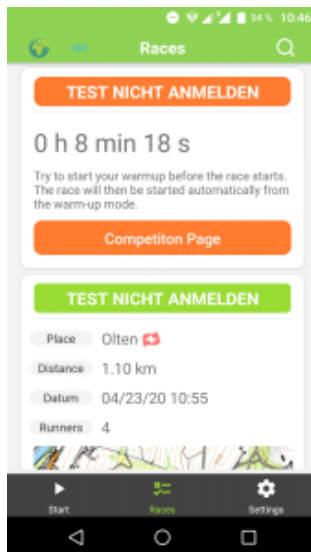 94% 10:46
Races
TEST NICHT ANMELDEN
0 h 8 min 18 s
Try to start your warmup before the race starts.
The race will then be started automatically from
the warm-up mode.
Competiton Page
TEST NICHT ANMELDEN
Place Olten
Distance 1.10 km
Datum 04/23/20 10:55
Runners 4
Start Races Settings